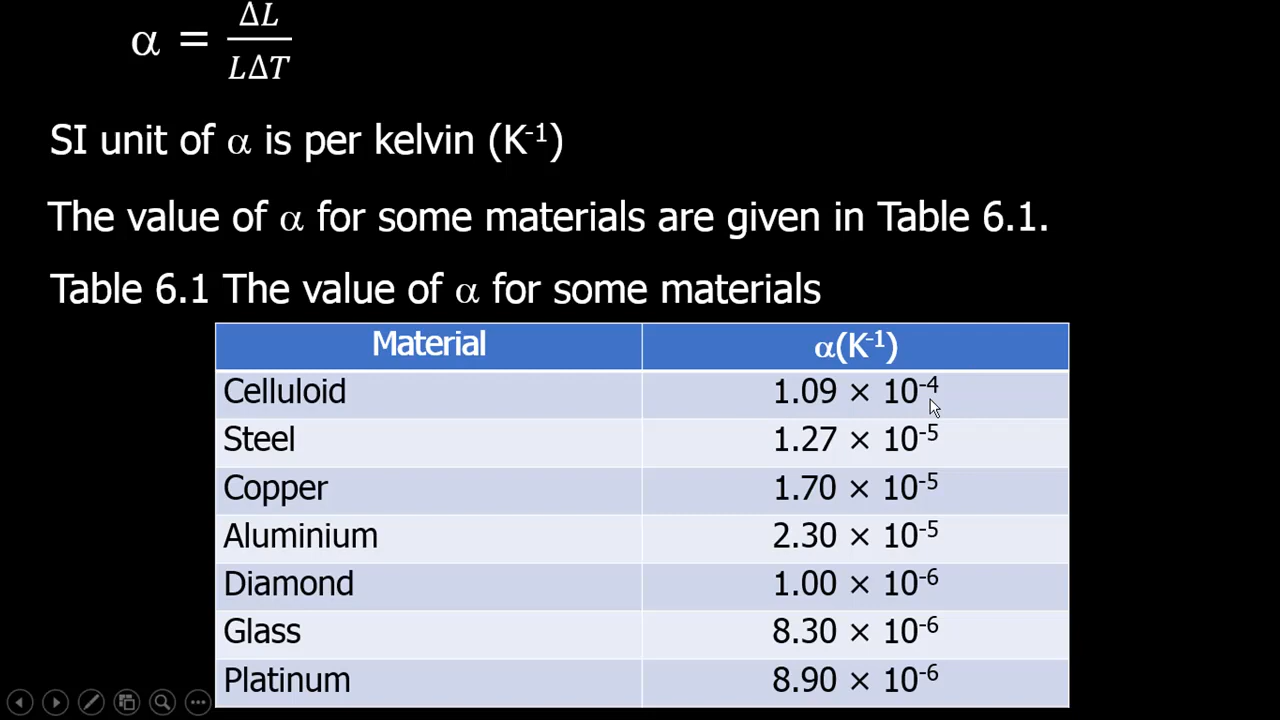 α = ΔL / LΔT
SI unit of α is per kelvin (K⁻¹)
The value of α for some materials are given in Table 6.1.
Table 6.1 The value of α for some materials
Material α(K⁻¹)
Celluloid 1.09 × 10⁻⁴
Steel 1.27 × 10⁻⁵
Copper 1.70 × 10⁻⁵
Aluminium 2.30 × 10⁻⁵
Diamond 1.00 × 10⁻⁶
Glass 8.30 × 10⁻⁶
Platinum 8.90 × 10⁻⁶